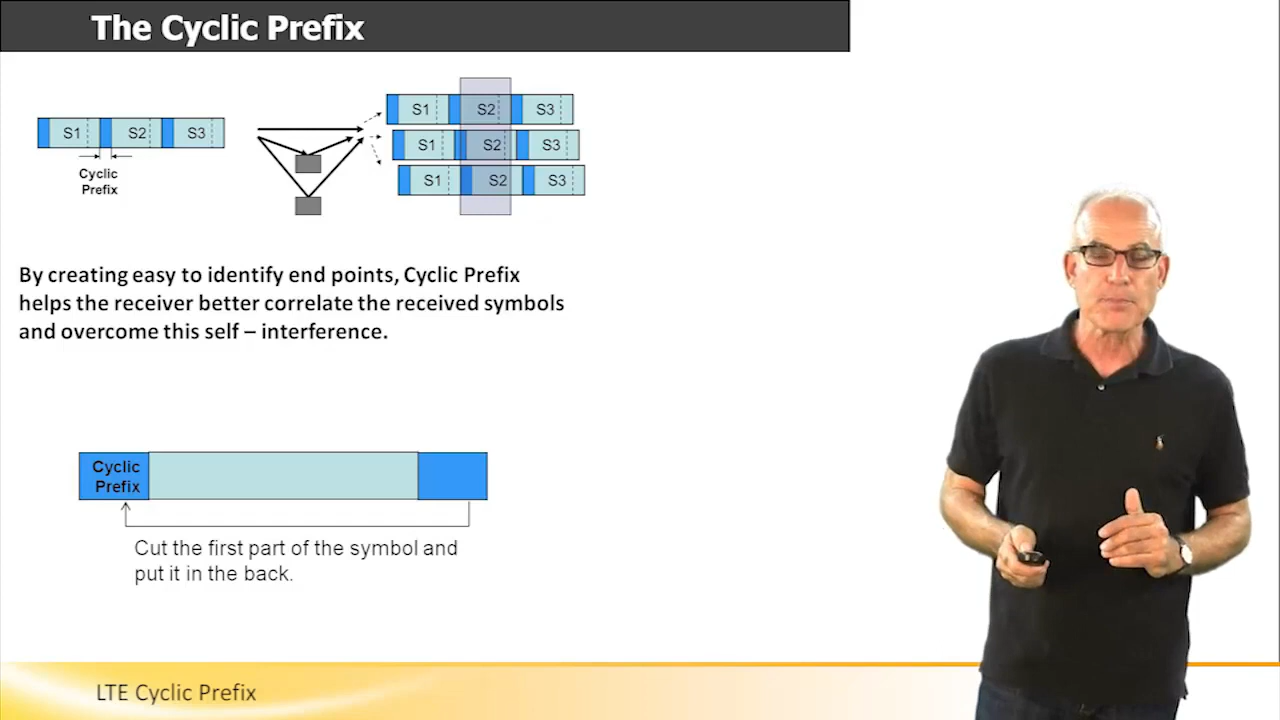 The Cyclic Prefix
S1 S2 S3
Cyclic
Prefix
S1 S2 S3
S1 S2 S3
S1 S2 S3
By creating easy to identify end points, Cyclic Prefix
helps the receiver better correlate the received symbols
and overcome this self – interference.
Cyclic
Prefix
Cut the first part of the symbol and
put it in the back.
LTE Cyclic Prefix